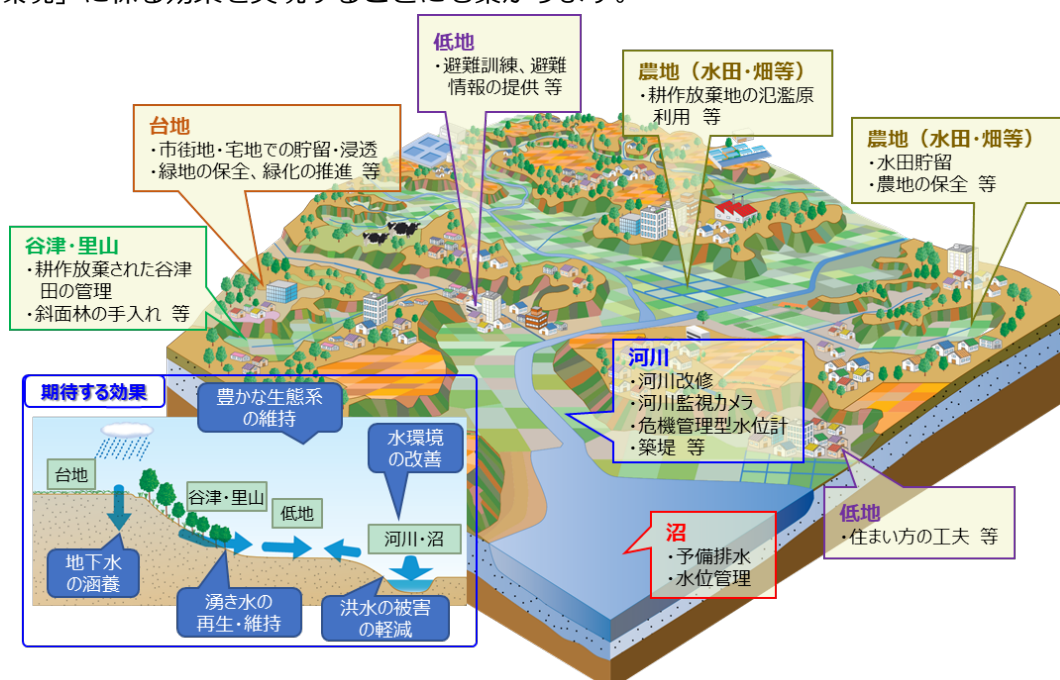 低地
・避難訓練、避難
情報の提供 等
農地（水田・畑等）
・耕作放棄地の氾濫原
利用 等
台地
・市街地・宅地での貯留・浸透
・緑地の保全、緑化の推進 等
農地（水田・畑等）
・水田貯留
・農地の保全 等
谷津・里山
・耕作放棄された谷津
田の管理
・斜面林の手入れ 等
河川
・河川改修
・河川監視カメラ
・危機管理型水位計
・築堤 等
低地
・住まい方の工夫 等
沼
・予備排水
・水位管理
期待する効果
豊かな生態系
の維持
水環境
の改善
台地
谷津・里山
低地
河川・沼
地下水
の涵養
湧き水の
再生・維持
洪水の被害
の軽減